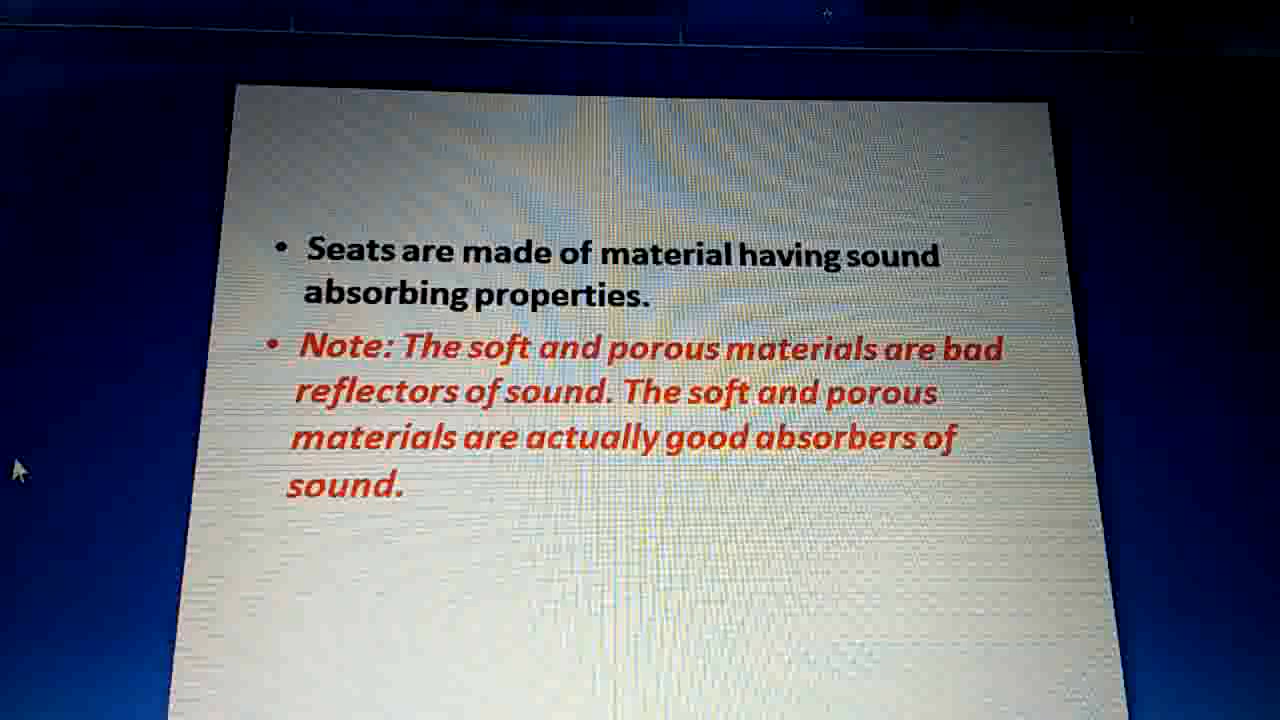 • Seats are made of material having sound
absorbing properties.
• Note: The soft and porous materials are bad
reflectors of sound. The soft and porous
materials are actually good absorbers of
sound.